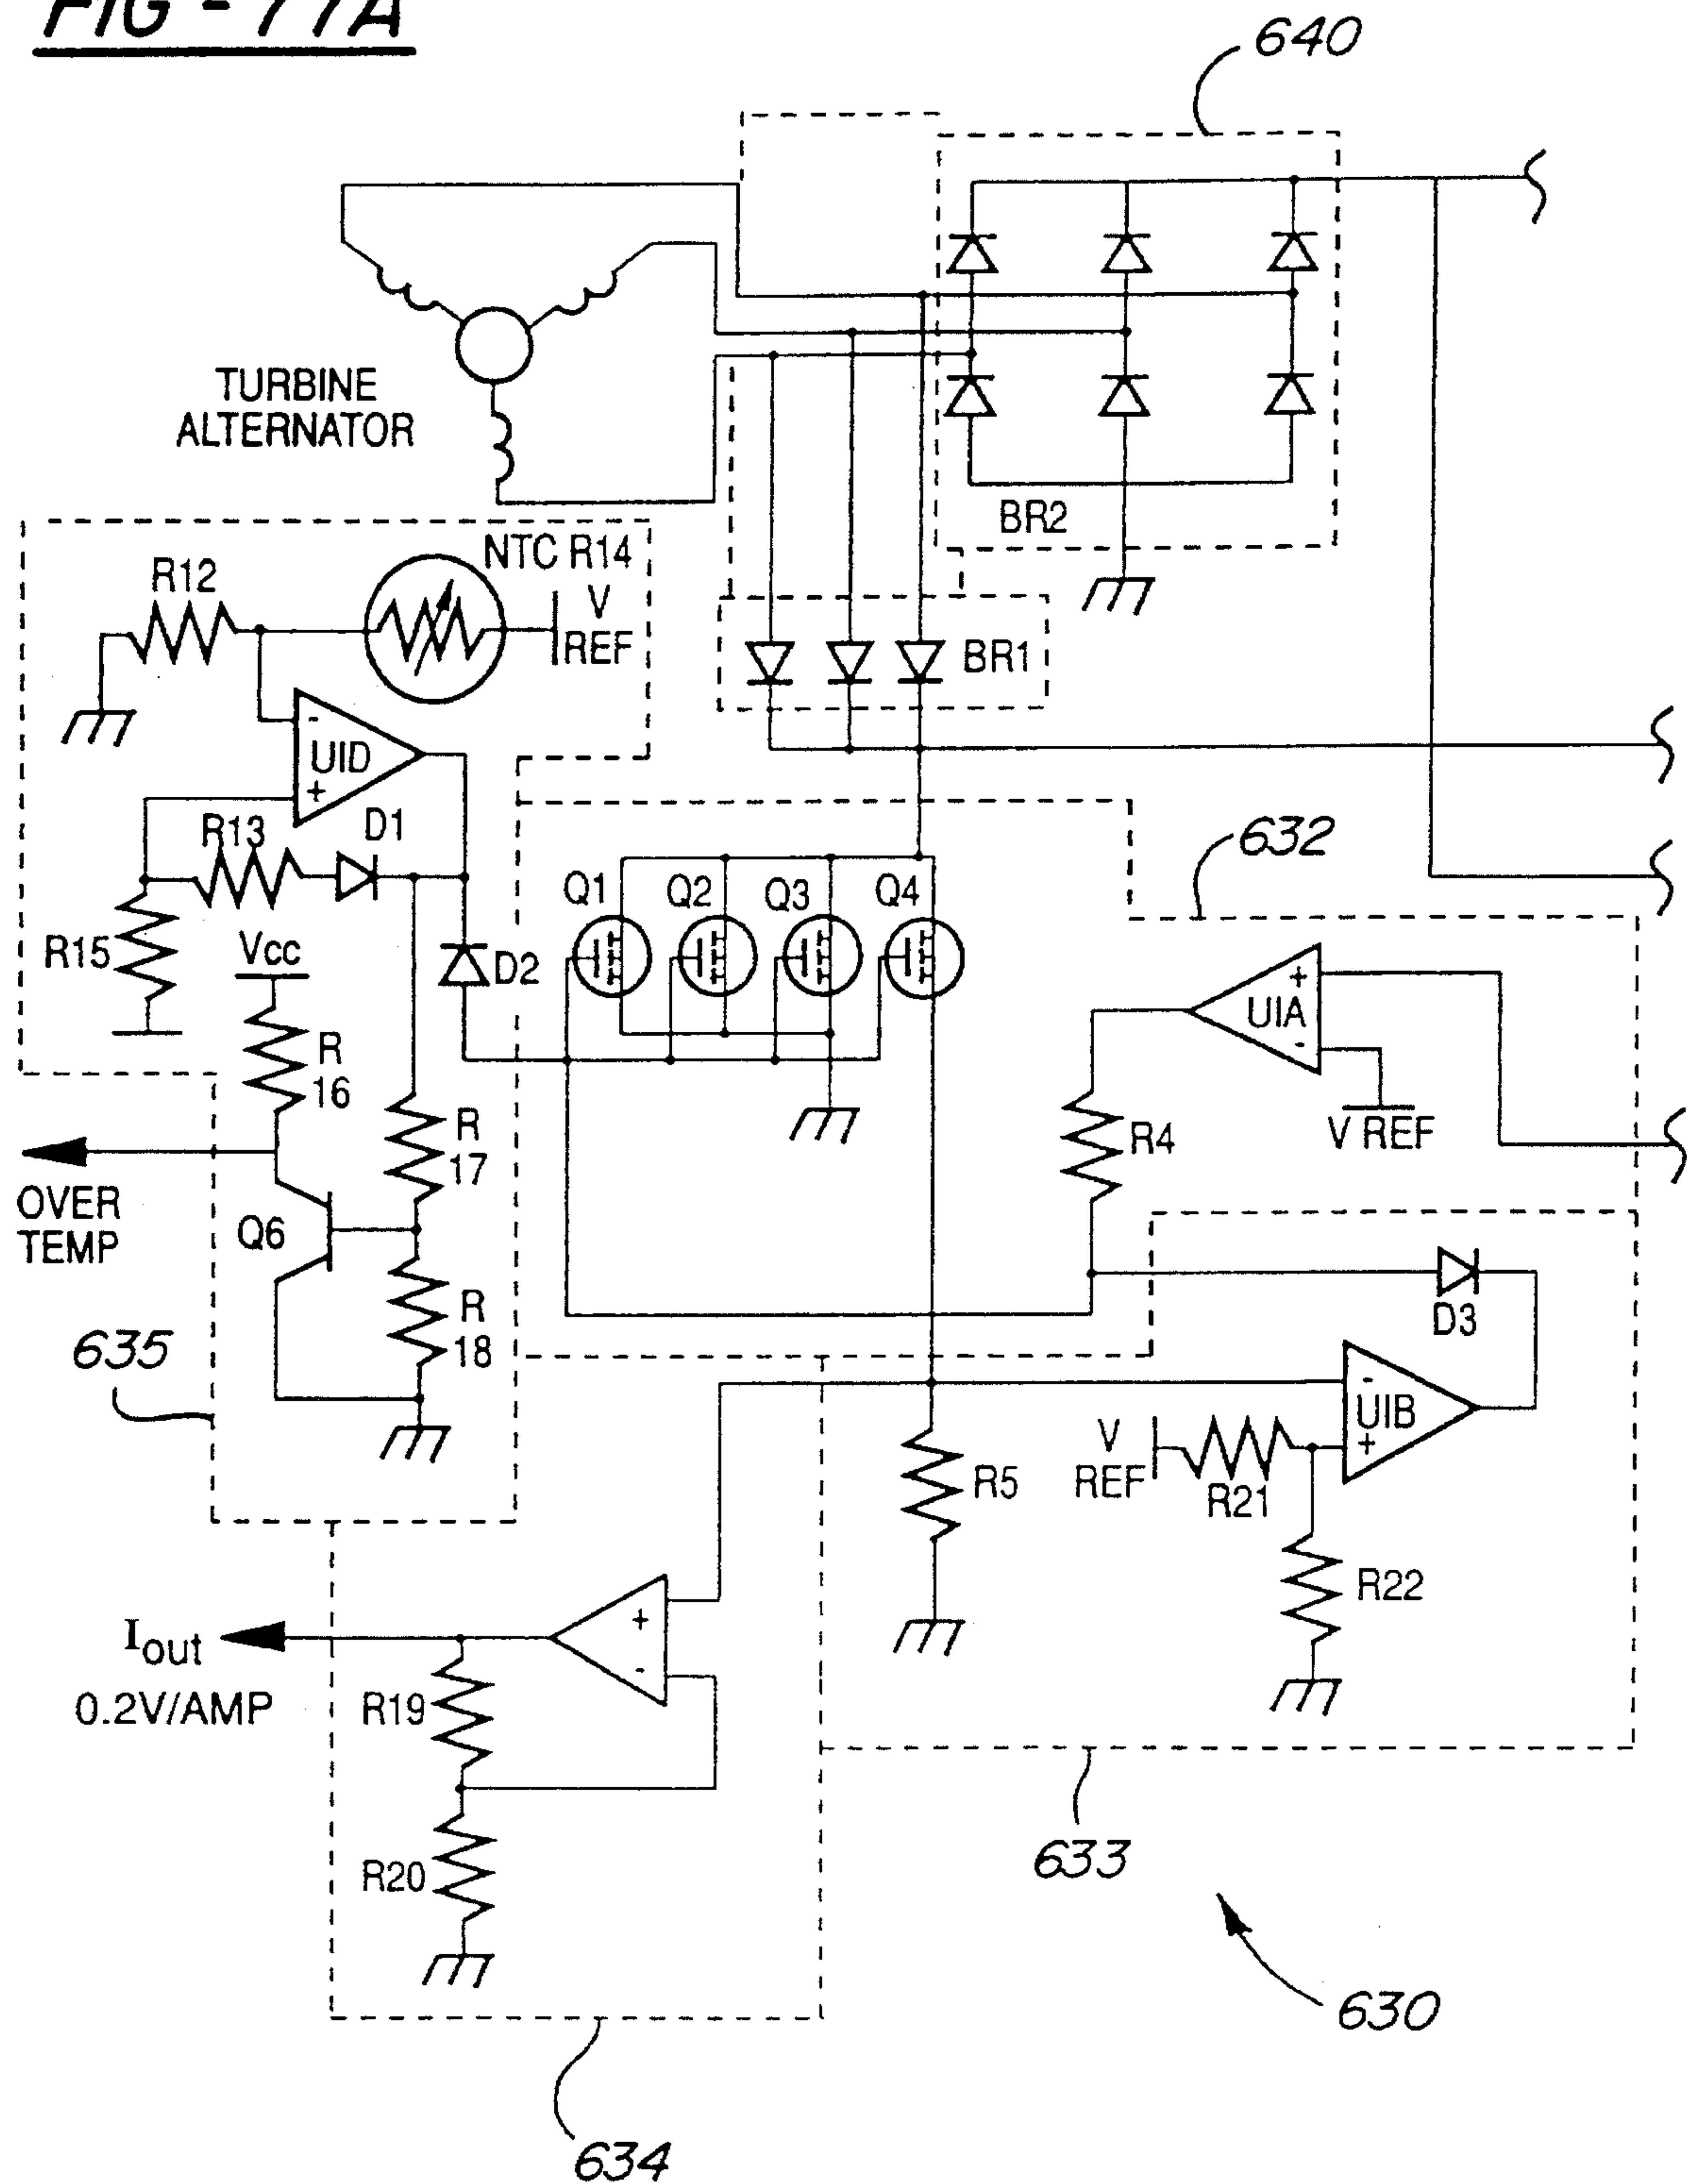 FIG - 77A
640
TURBINE
ALTERNATOR
BR2
NTC R14
R12
V
REF
BR1
-
UID
+
R13
D1
632
R15
Vcc
D2
Q1
Q2
Q3
Q4
+
UIA
-
V REF
R
16
R
17
R4
OVER
TEMP
Q6
R
18
D3
635
-
UIB
+
V
REF
R21
R5
R22
+
-
Iout
0.2V/AMP
R19
R20
633
630
634